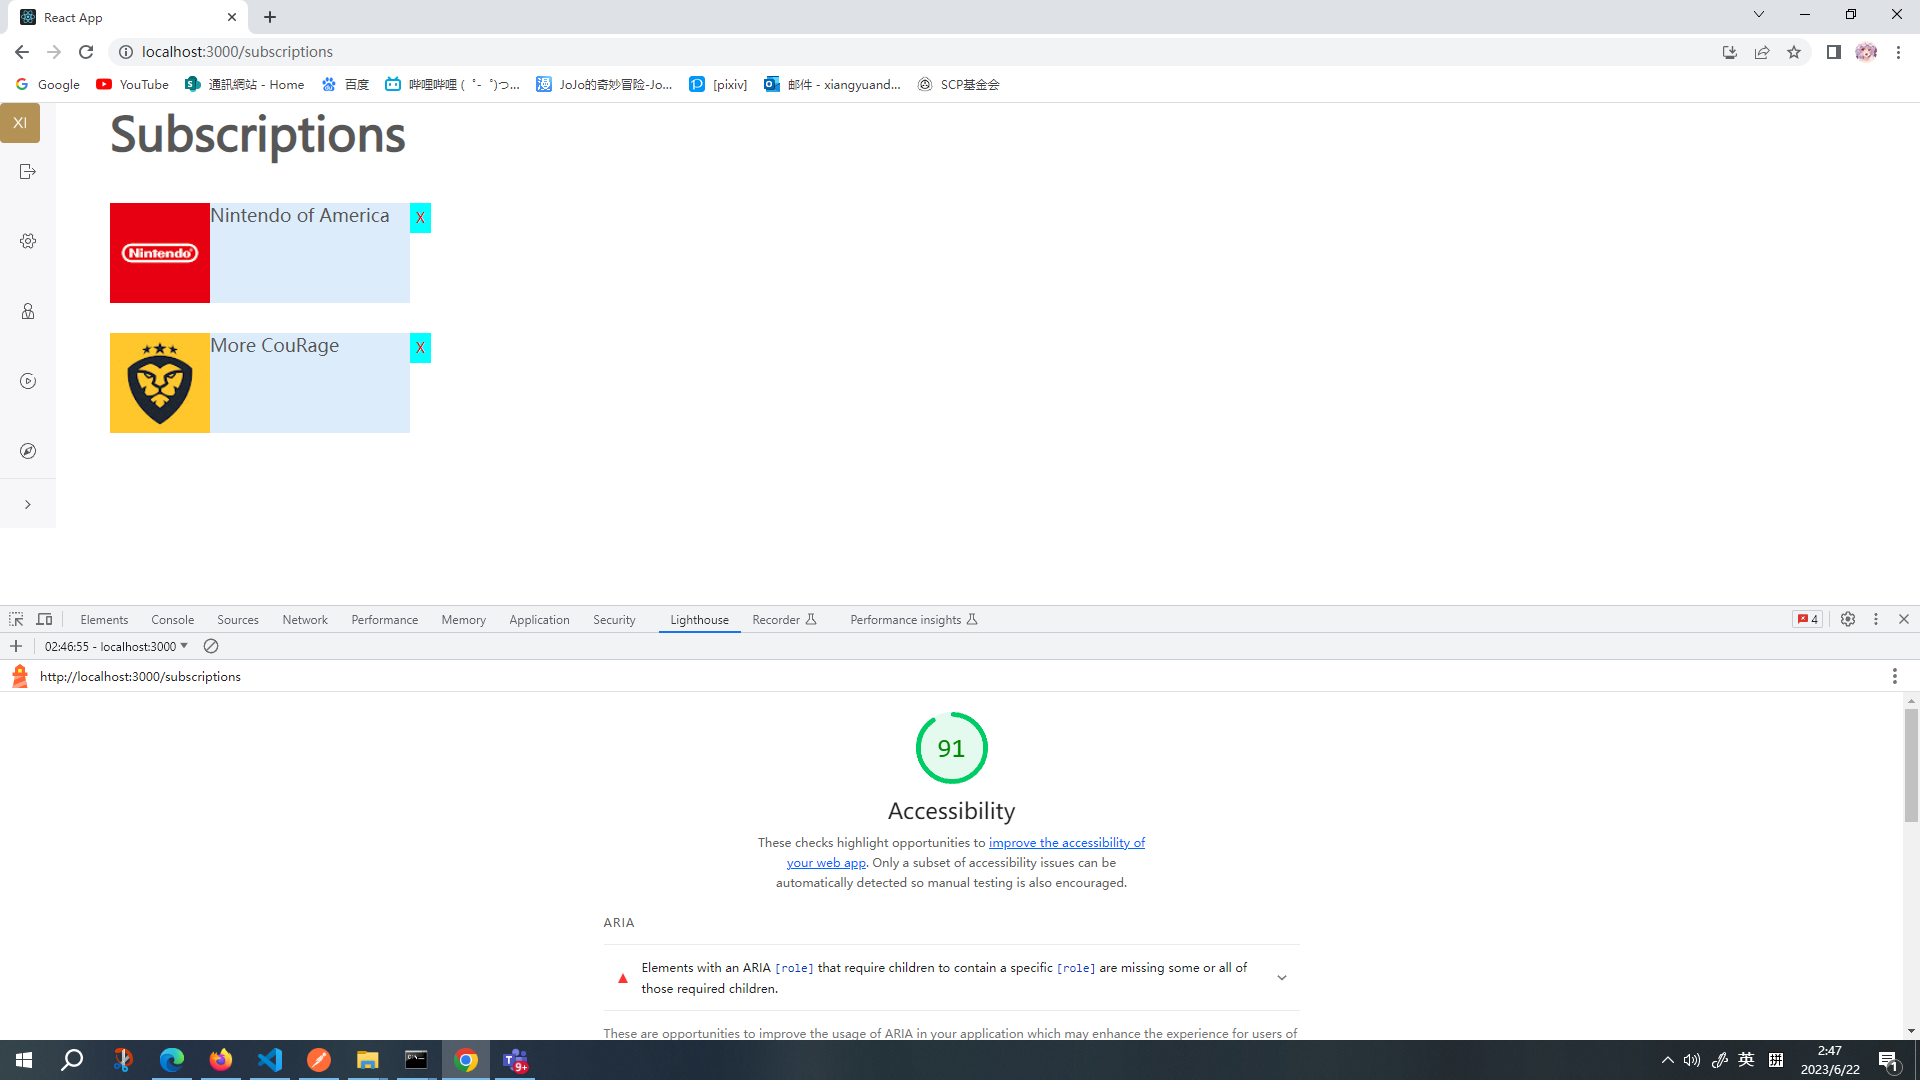 React App
localhost:3000/subscriptions
Google
YouTube
通訊網站 - Home
百度
哔哩哔哩 ( ゜- ゜)つ...
JoJo的奇妙冒险-Jo...
[pixiv]
邮件 - xiangyuand...
SCP基金会
XI
Subscriptions
Nintendo
Nintendo of America
X
More CouRage
X
Elements
Console
Sources
Network
Performance
Memory
Application
Security
Lighthouse
Recorder
Performance insights
4
02:46:55 - localhost:3000
http://localhost:3000/subscriptions
91
Accessibility
These checks highlight opportunities to improve the accessibility of
your web app. Only a subset of accessibility issues can be
automatically detected so manual testing is also encouraged.
ARIA
Elements with an ARIA [role] that require children to contain a specific [role] are missing some or all of
those required children.
These are opportunities to improve the usage of ARIA in your application which may enhance the experience for users of
T
9+
英
拼
2:47
2023/6/22
1